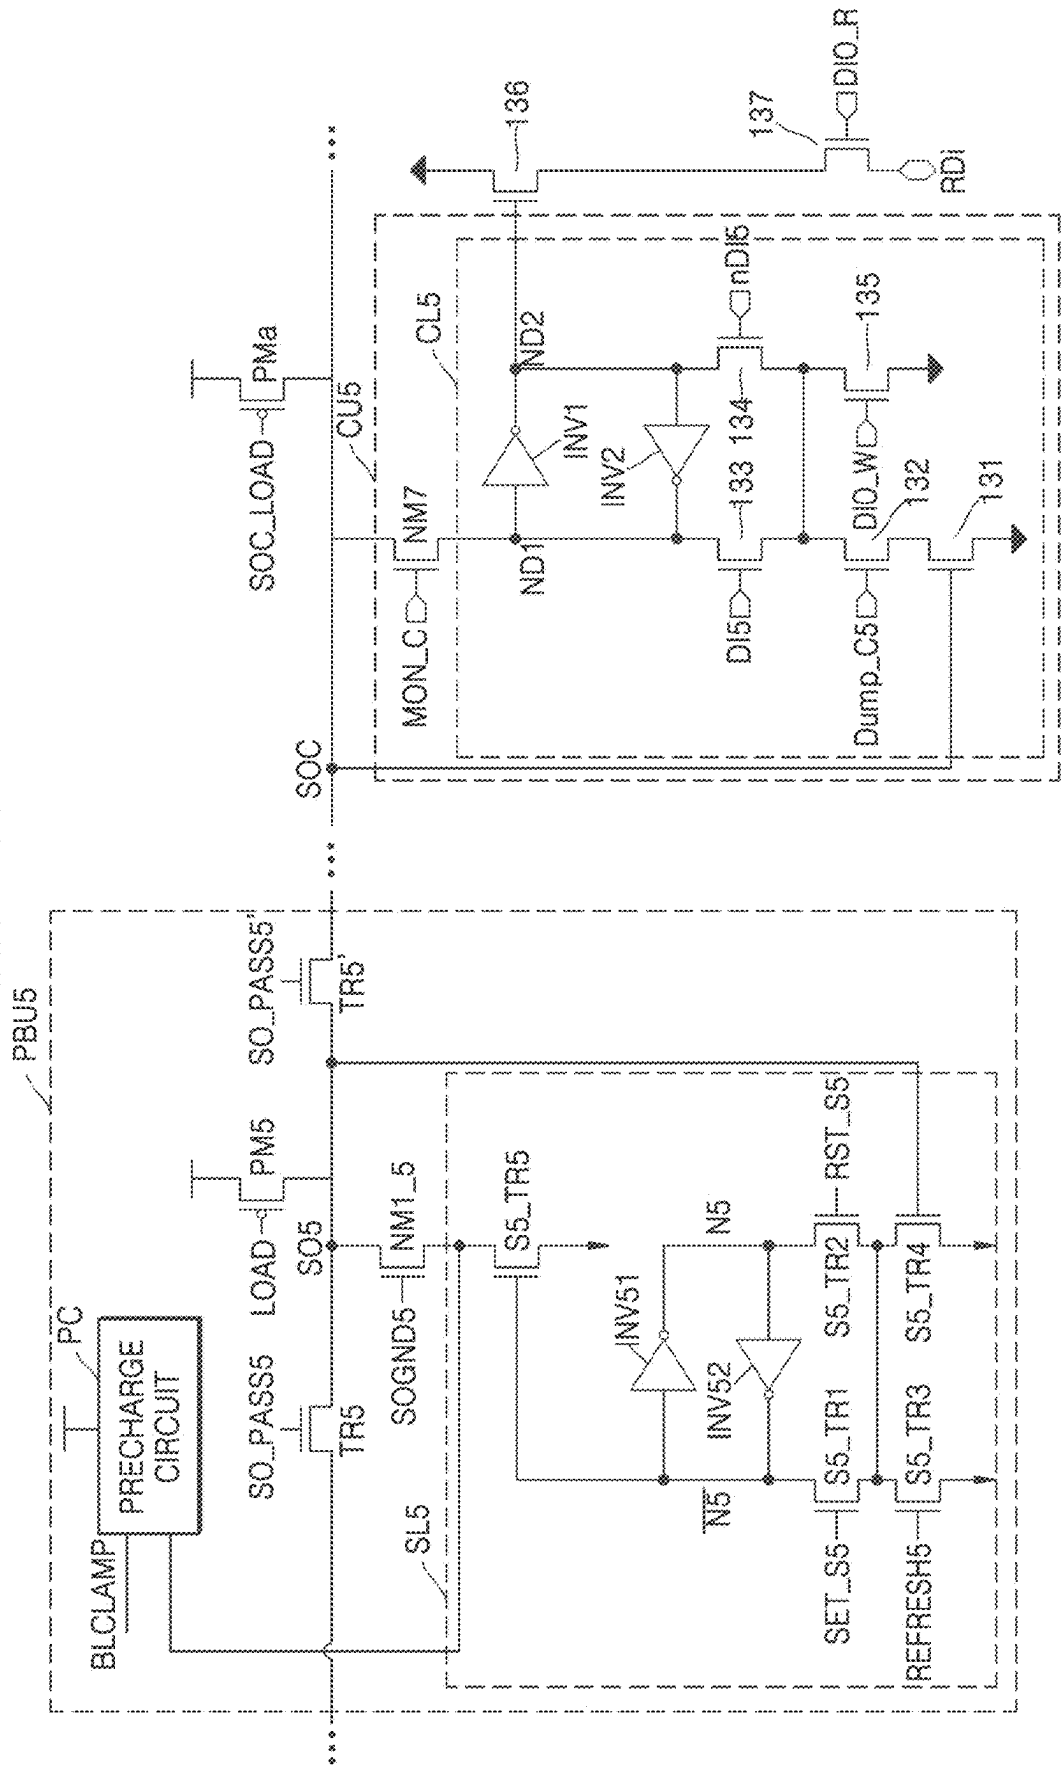 PBU5
PC
PRECHARGE
CIRCUIT
BLCLAMP
SO_PASS5
TR5
LOAD
PM5
SO5
SO_PASS5'
TR5'
SOGND5
NM1_5
SL5
S5_TR5
INV51
INV52
N5
N5
SET_S5
S5_TR1
S5_TR2
RST_S5
REFRESH5
S5_TR3
S5_TR4
SOC
SOC_LOAD
PMa
CU5
MON_C
NM7
CL5
ND1
ND2
INV1
INV2
DI5
133
134
nDI5
Dump_C5
132
DIO_W
135
131
136
137
DIO_R
RDi